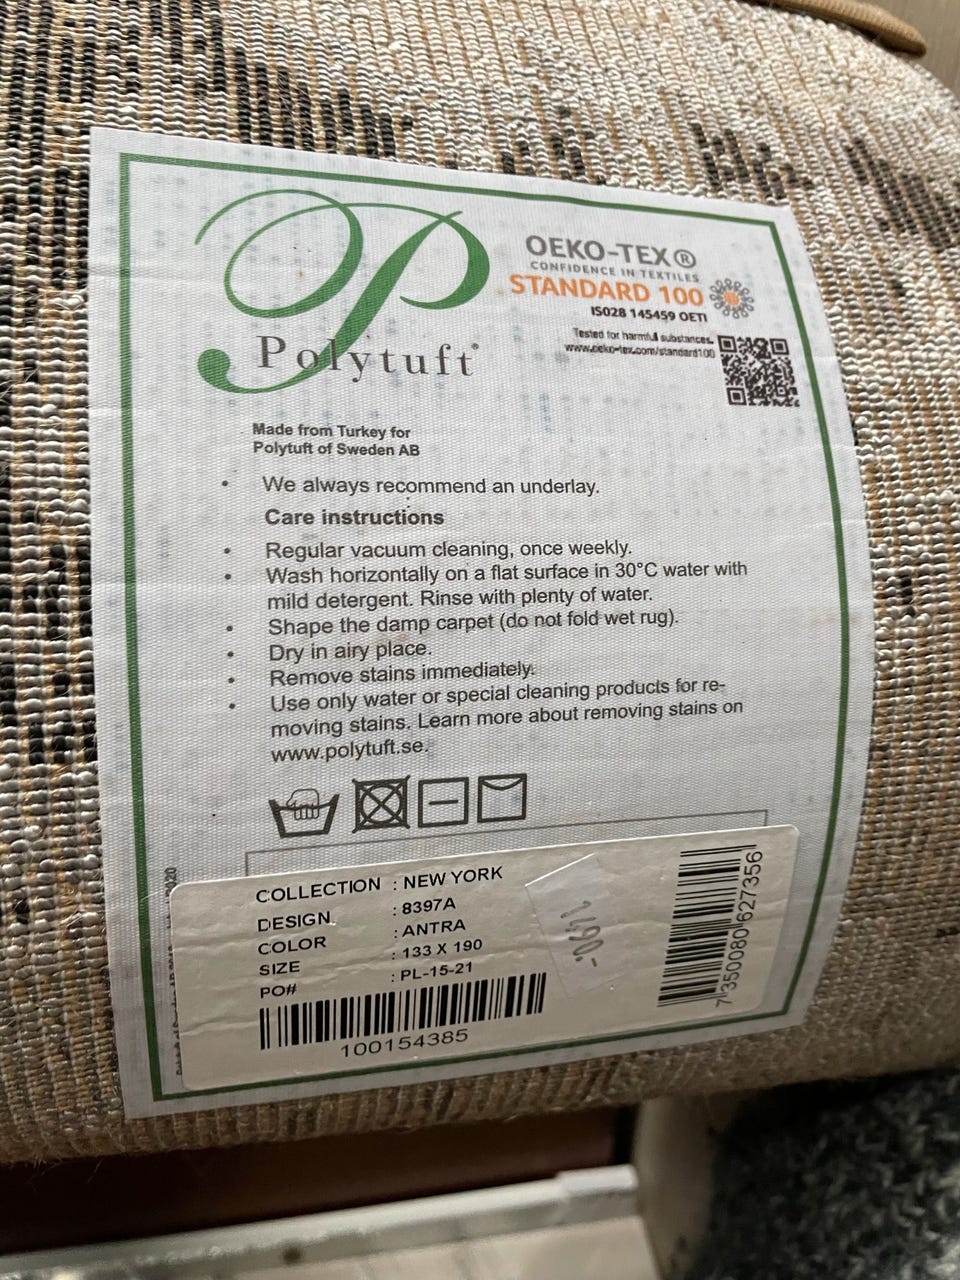 Polytuft®
OEKO-TEX®
CONFIDENCE IN TEXTILES
STANDARD 100
IS028 145459 OETI
Tested for harmful substances.
www.oeko-tex.com/standard100
Made from Turkey for
Polytuft of Sweden AB
• We always recommend an underlay.
Care instructions
• Regular vacuum cleaning, once weekly.
• Wash horizontally on a flat surface in 30°C water with
mild detergent. Rinse with plenty of water.
• Shape the damp carpet (do not fold wet rug).
• Dry in airy place.
• Remove stains immediately.
• Use only water or special cleaning products for re-
moving stains. Learn more about removing stains on
www.polytuft.se.
COLLECTION : NEW YORK
DESIGN : 8397A
COLOR : ANTRA
SIZE : 133 X 190
PO# : PL-15-21
100154385
7350080627356